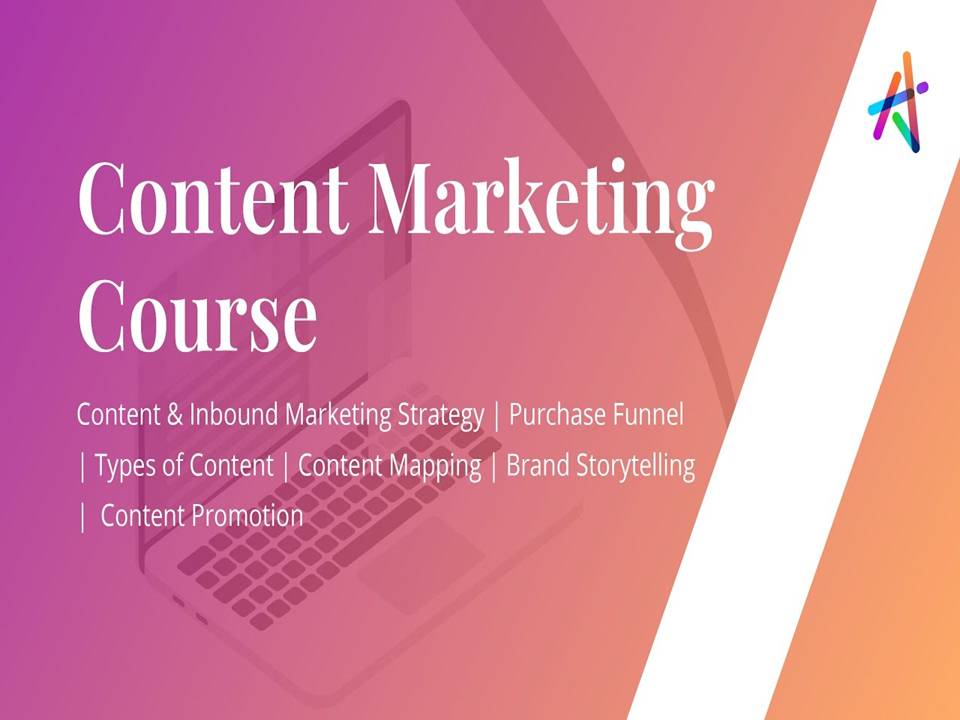 Content Marketing
Course
Content & Inbound Marketing Strategy | Purchase Funnel
| Types of Content | Content Mapping | Brand Storytelling
| Content Promotion